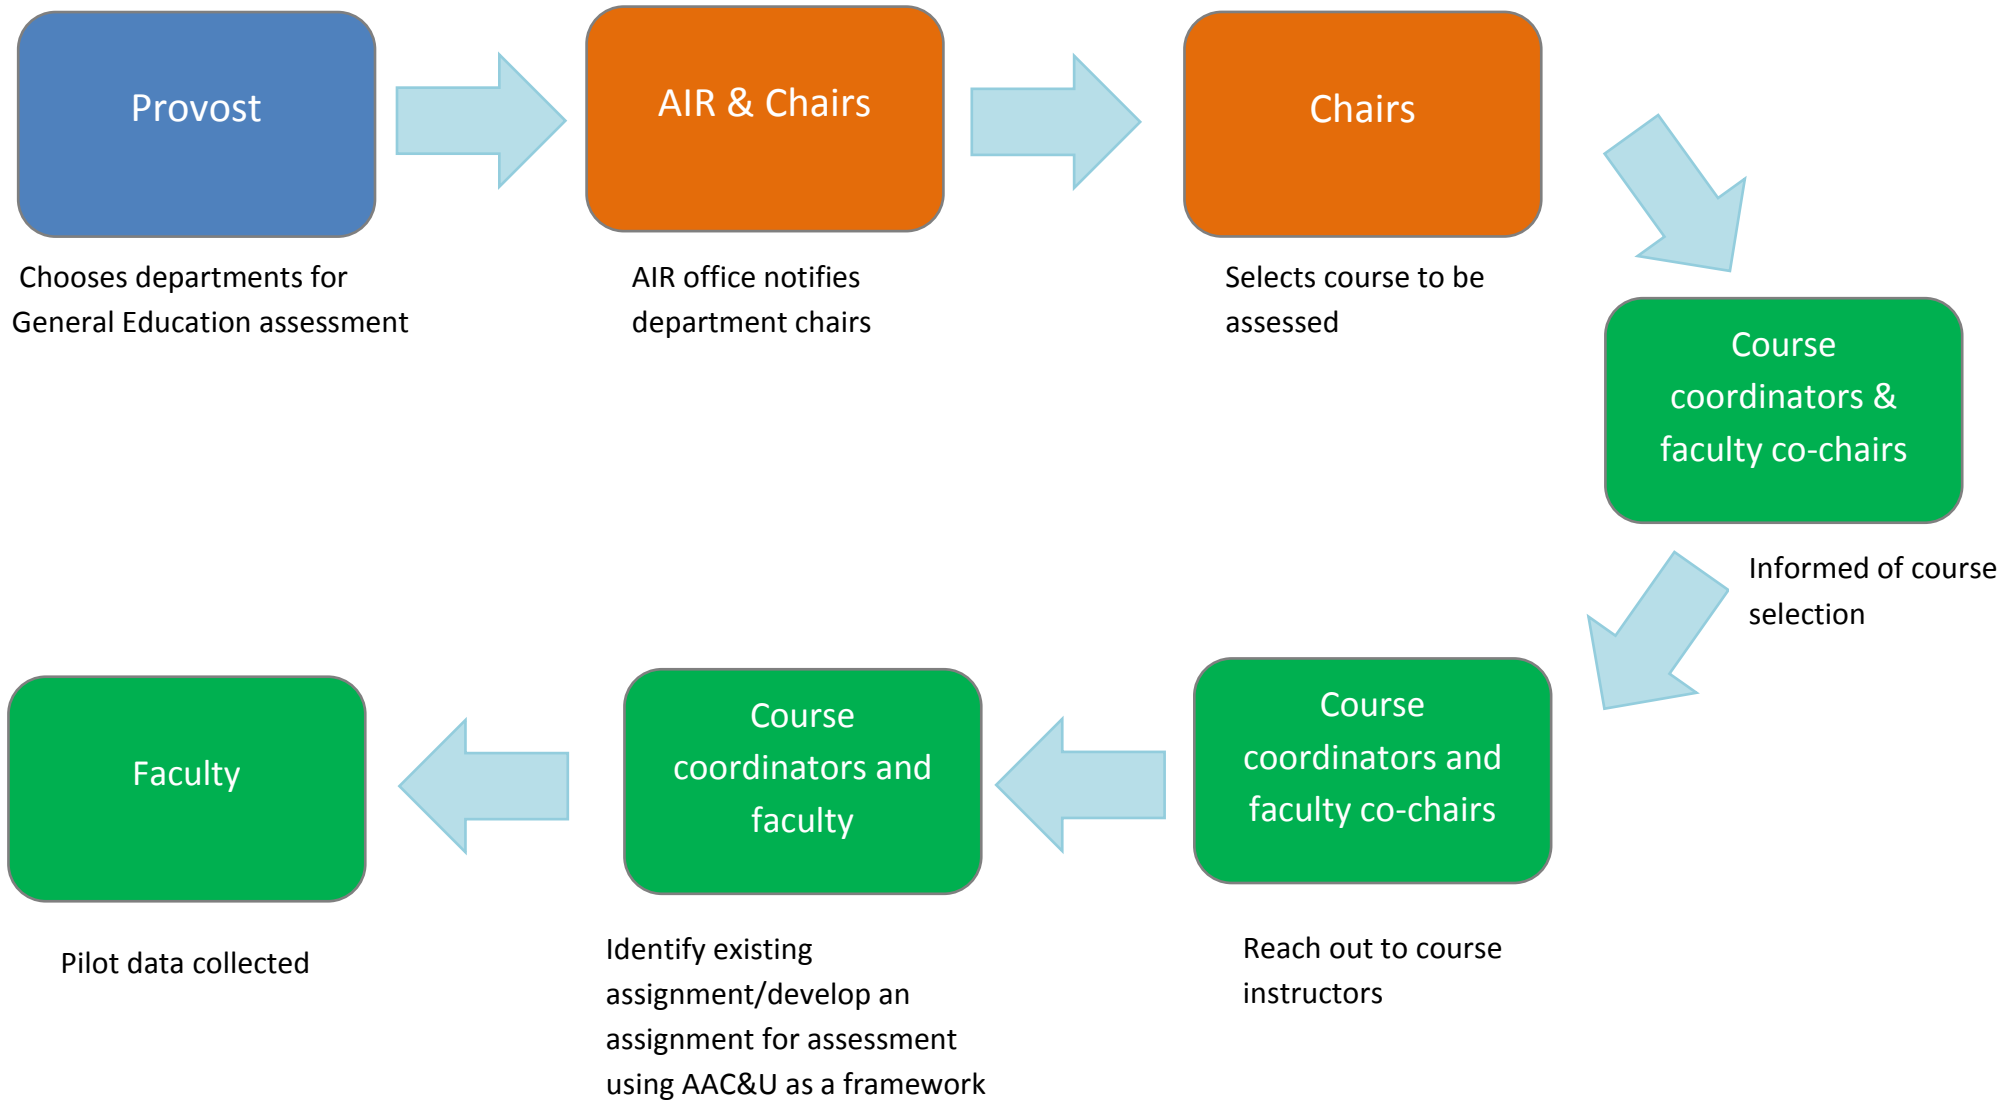 Provost
Chooses departments for
General Education assessment
AIR & Chairs
AIR office notifies
department chairs
Chairs
Selects course to be
assessed
Course
coordinators &
faculty co-chairs
Informed of course
selection
Course
coordinators and
faculty co-chairs
Reach out to course
instructors
Course
coordinators and
faculty
Identify existing
assignment/develop an
assignment for assessment
using AAC&U as a framework
Faculty
Pilot data collected